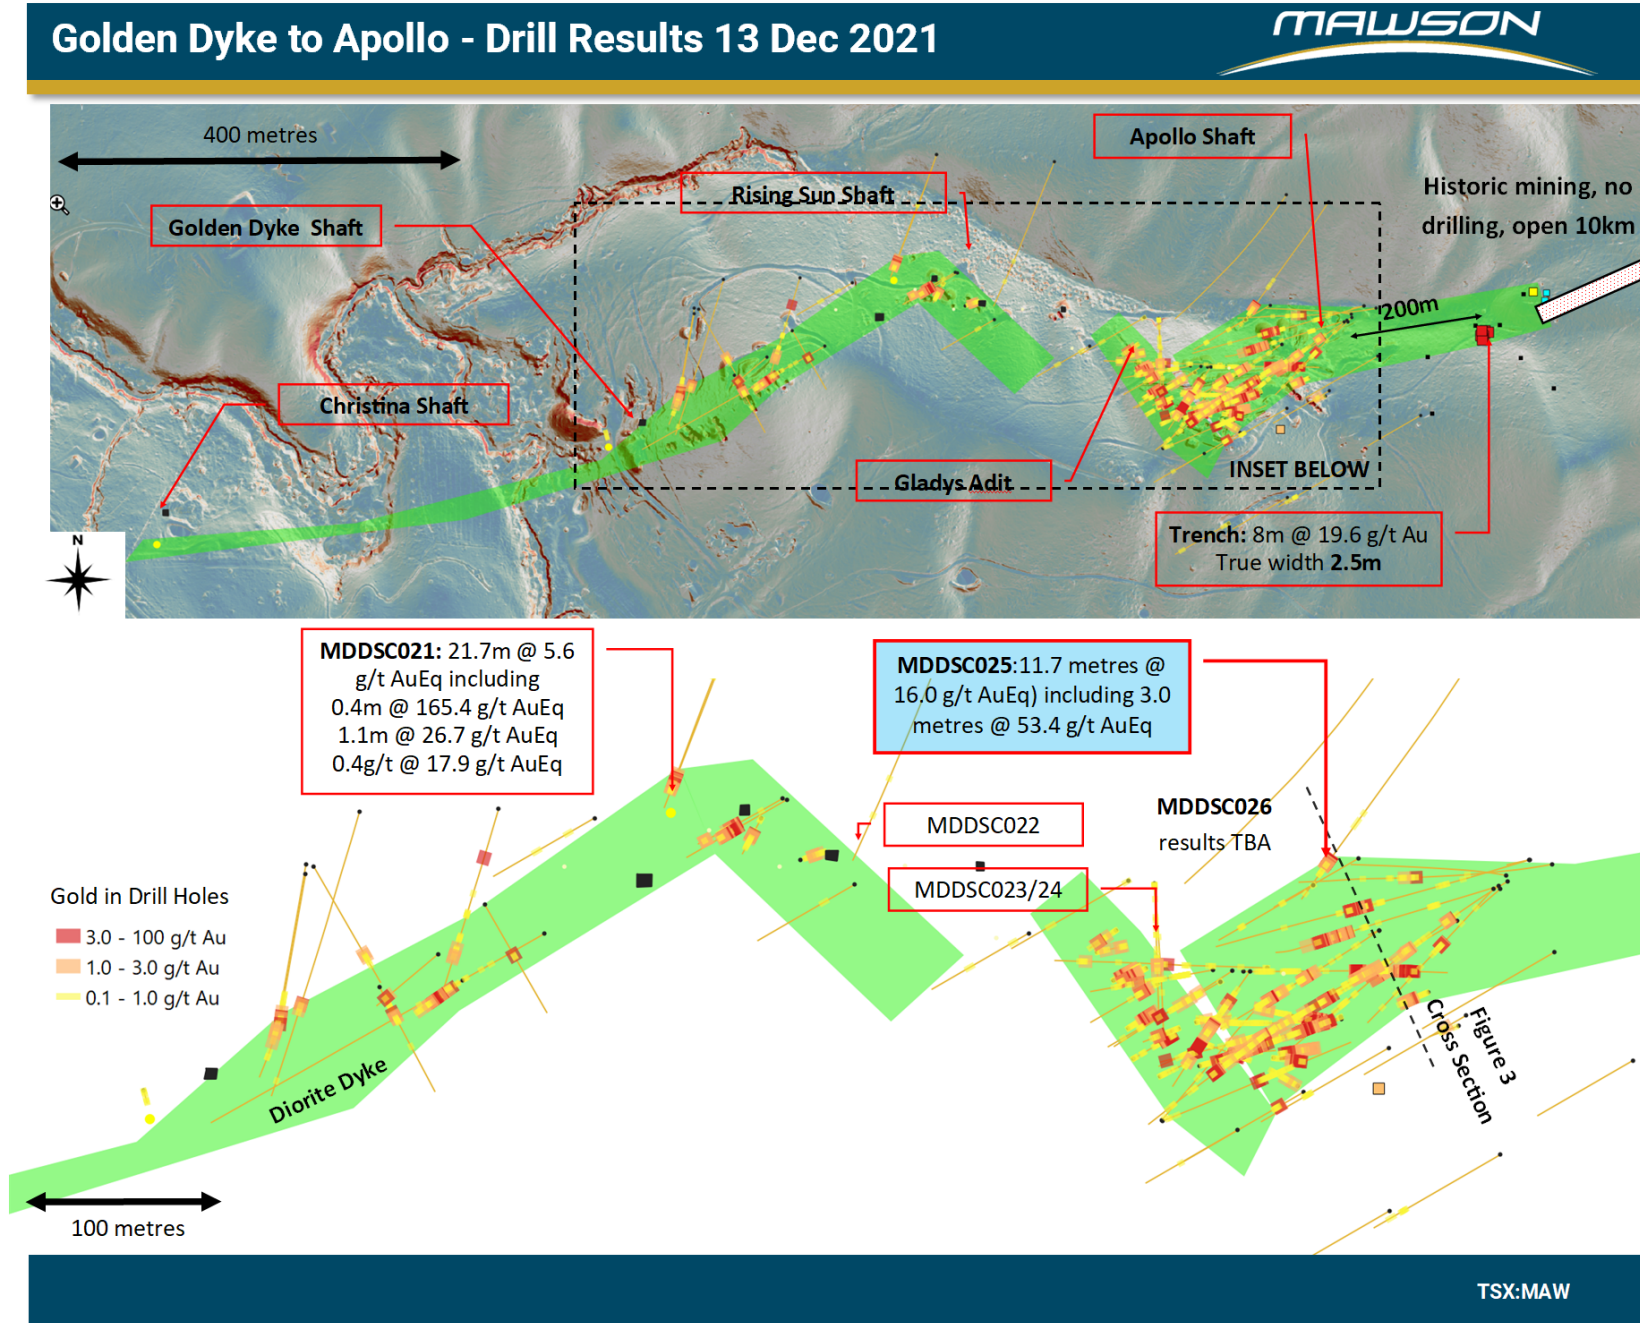 Golden Dyke to Apollo - Drill Results 13 Dec 2021
MAWSON
400 metres
Apollo Shaft
Rising Sun Shaft
Historic mining, no
drilling, open 10km
Golden Dyke Shaft
200m
Christina Shaft
INSET BELOW
Gladys Adit
Trench: 8m @ 19.6 g/t Au
True width 2.5m
N
MDDSC021: 21.7m @ 5.6
g/t AuEq including
0.4m @ 165.4 g/t AuEq
1.1m @ 26.7 g/t AuEq
0.4g/t @ 17.9 g/t AuEq
MDDSC025:11.7 metres @
16.0 g/t AuEq) including 3.0
metres @ 53.4 g/t AuEq
MDDSC022
MDDSC026
results TBA
MDDSC023/24
Gold in Drill Holes
3.0 - 100 g/t Au
1.0 - 3.0 g/t Au
0.1 - 1.0 g/t Au
Diorite Dyke
Figure 3
Cross Section
100 metres
TSX:MAW